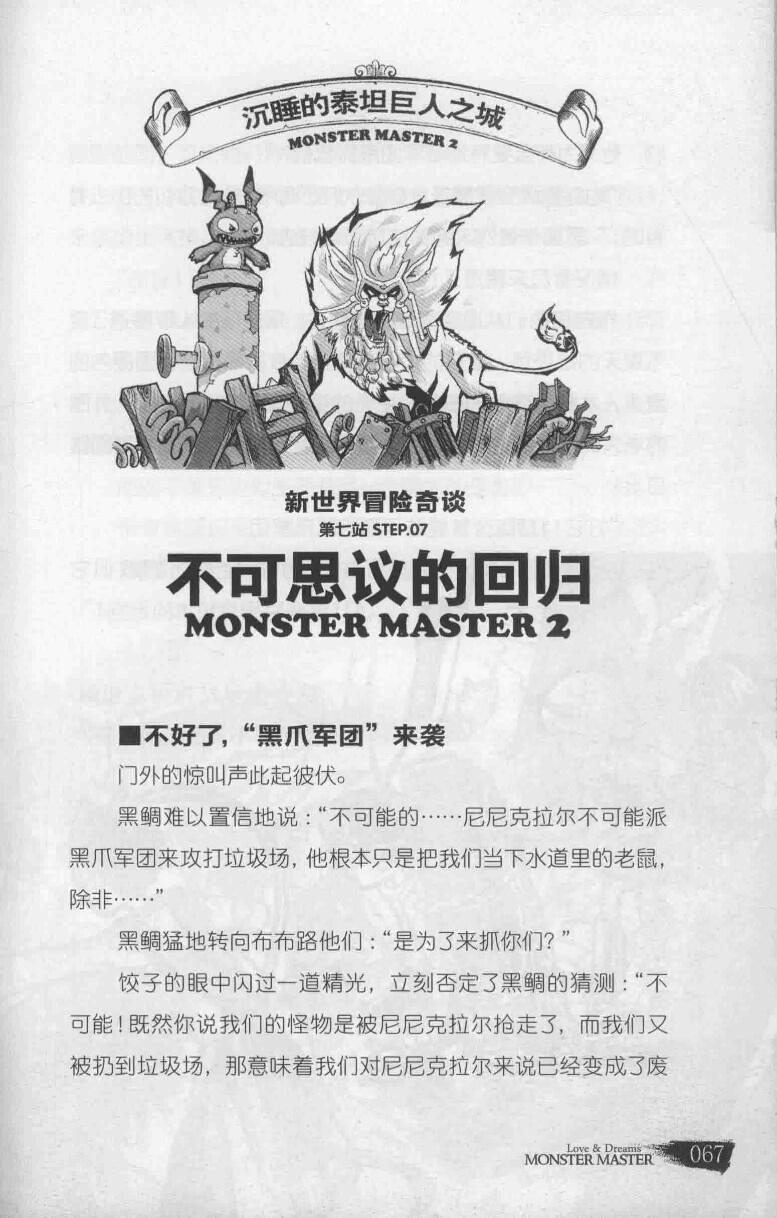 沉睡的泰坦巨人之城
MONSTER MASTER 2
新世界冒险奇谈
第七站 STEP.07
不可思议的回归
MONSTER MASTER 2
■不好了，“黑爪军团”来袭
门外的惊叫声此起彼伏。
黑鲷难以置信地说：“不可能的……尼尼克拉尔不可能派
黑爪军团来攻打垃圾场，他根本只是把我们当下水道里的老鼠，
除非……”
黑鲷猛地转向布布路他们：“是为了来抓你们？”
饺子的眼中闪过一道精光，立刻否定了黑鲷的猜测：“不
可能！既然你说我们的怪物是被尼尼克拉尔抢走了，而我们又
被扔到垃圾场，那意味着我们对尼尼克拉尔来说已经变成了废
Love & Dreams
MONSTER MASTER
067